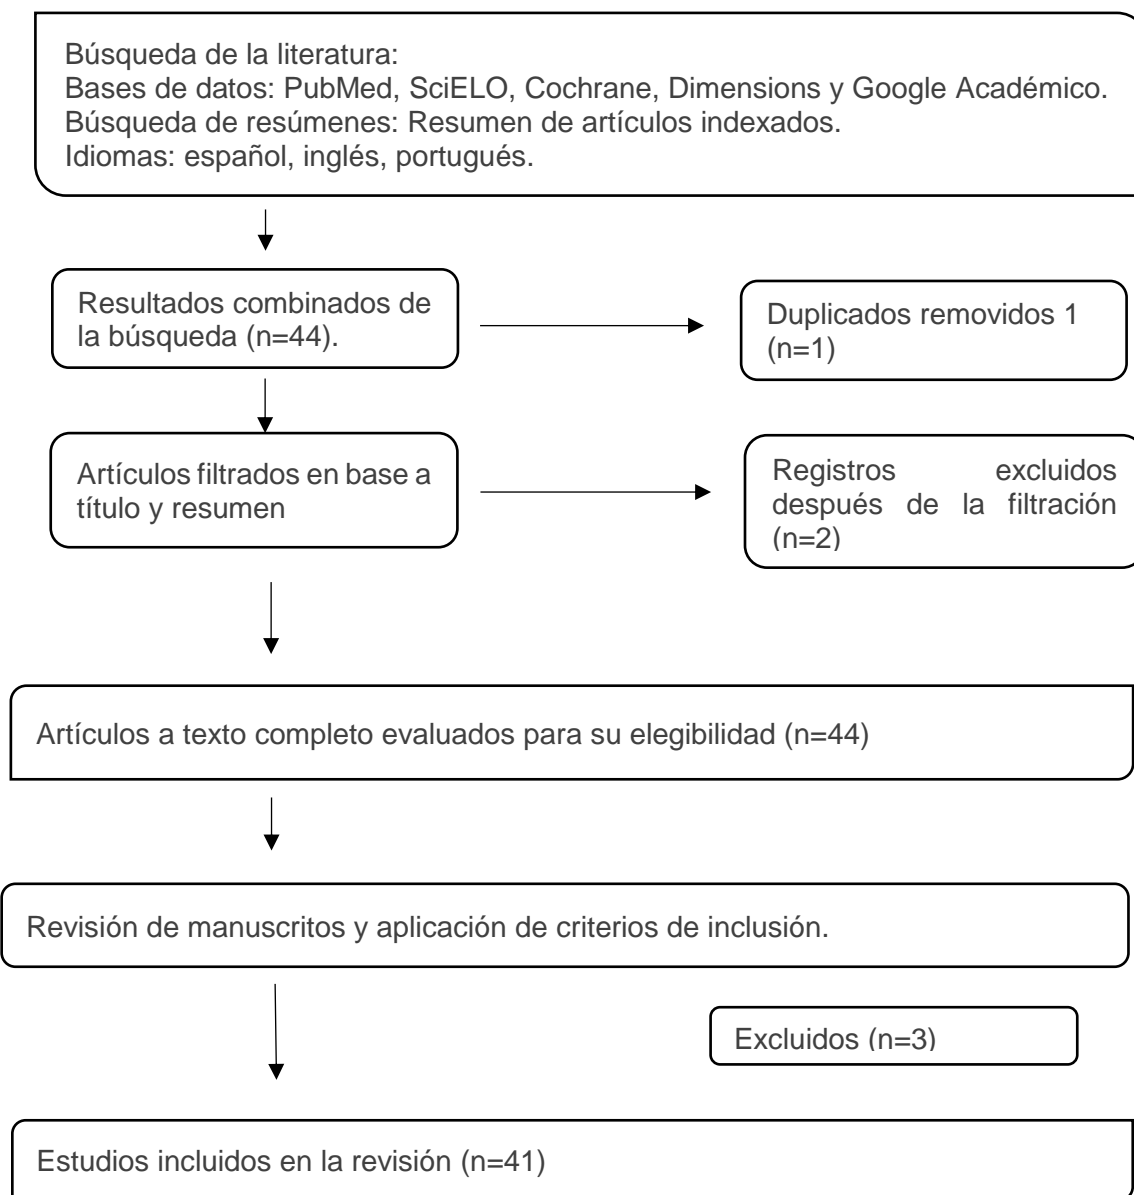 Búsqueda de la literatura:
Bases de datos: PubMed, SciELO, Cochrane, Dimensions y Google Académico.
Búsqueda de resúmenes: Resumen de artículos indexados.
Idiomas: español, inglés, portugués.
Resultados combinados de
la búsqueda (n=44).
Duplicados removidos 1
(n=1)
Artículos filtrados en base a
título y resumen
Registros excluidos
después de la filtración
(n=2)
Artículos a texto completo evaluados para su elegibilidad (n=44)
Revisión de manuscritos y aplicación de criterios de inclusión.
Excluidos (n=3)
Estudios incluidos en la revisión (n=41)